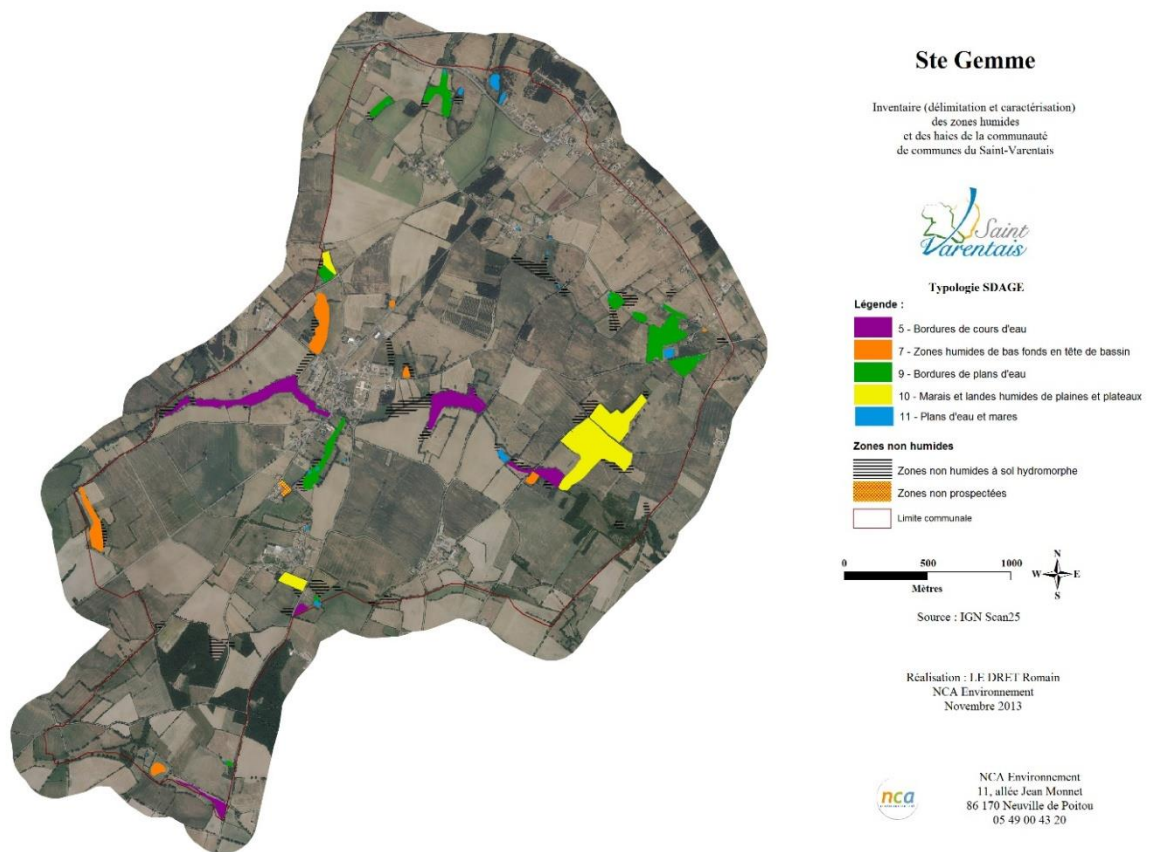 Ste Gemme
Inventaire (délimitation et caractérisation)
des zones humides
et des haies de la communauté
de communes du Saint-Varentais
Saint
Varentais
Typologie SDAGE
Légende :
5 - Bordures de cours d'eau
7 - Zones humides de bas fonds en tête de bassin
9 - Bordures de plans d'eau
10 - Marais et landes humides de plaines et plateaux
11 - Plans d'eau et mares
Zones non humides
Zones non humides à sol hydromorphe
Zones non prospectées
Limite communale
0 500 1000
Mètres
N
W E
S
Source : IGN Scan25
Réalisation : LE DRET Romain
NCA Environnement
Novembre 2013
nca
NCA Environement
11, allée Jean Monnet
86 170 Neuville de Poitou
05 49 00 43 20